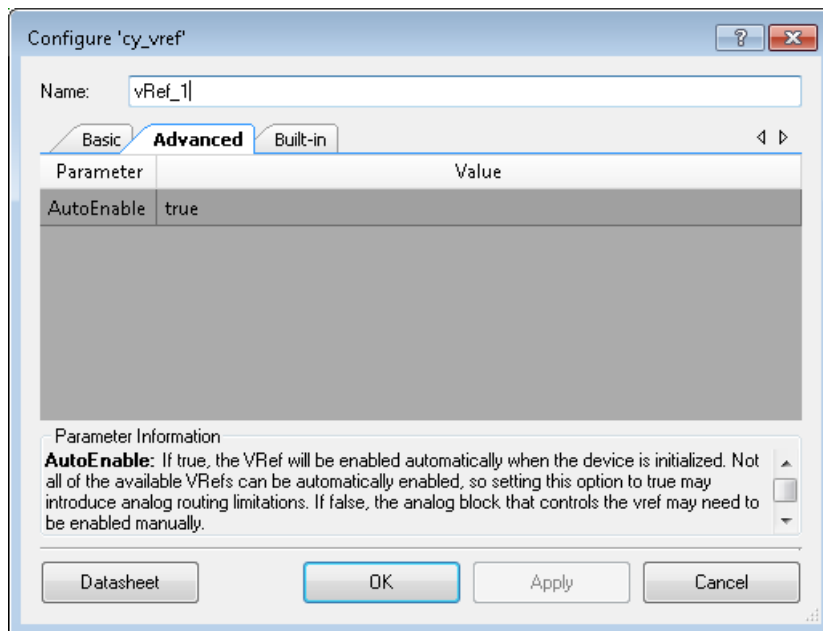 Configure 'cy_vref'
Name: vRef_1
Basic Advanced Built-in
Parameter Value
AutoEnable true
Parameter Information
AutoEnable: If true, the VRef will be enabled automatically when the device is initialized. Not
all of the available VRefs can be automatically enabled, so setting this option to true may
introduce analog routing limitations. If false, the analog block that controls the vref may need to
be enabled manually.
Datasheet OK Apply Cancel